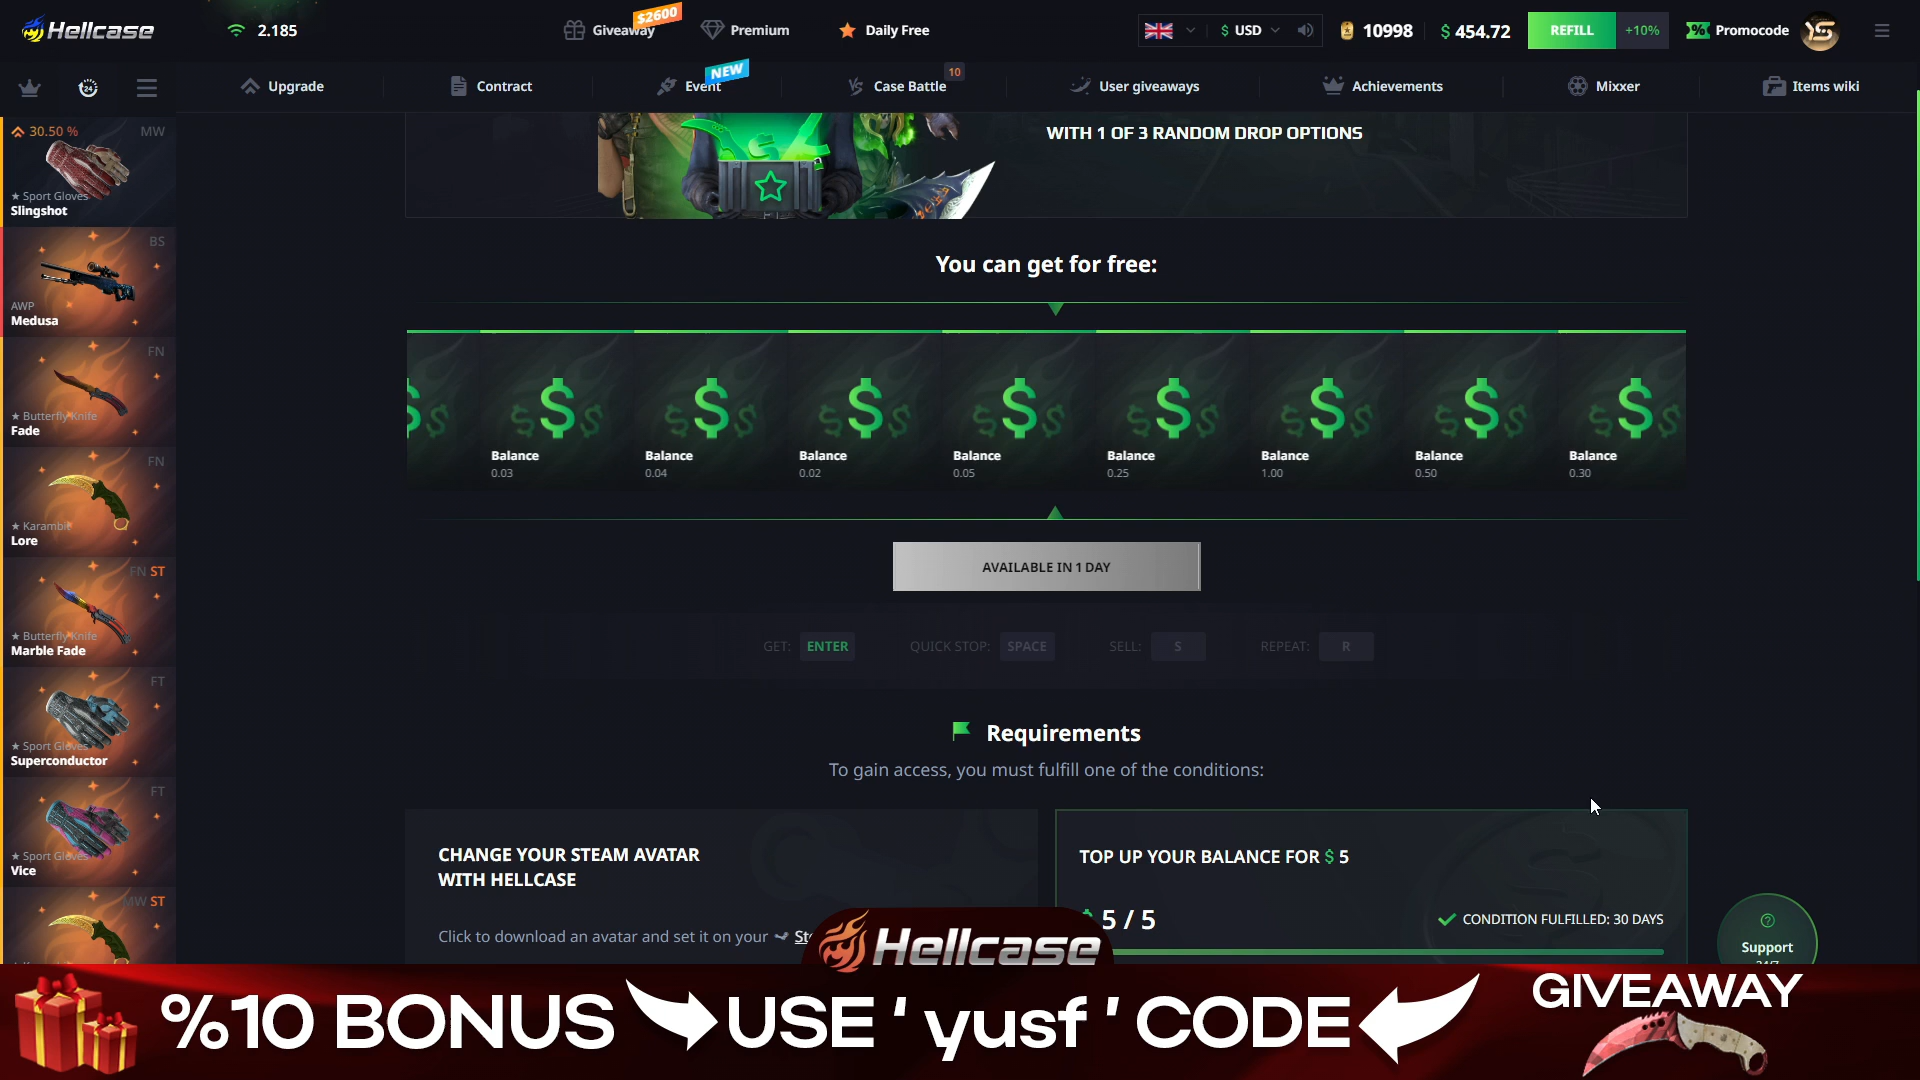 Hellcase
2.185
Giveaway
$2600
Premium
Daily Free
$ USD
10998
$ 454.72
REFILL
+10%
Promocode
24
Upgrade
Contract
Event
NEW
Case Battle
10
User giveaways
Achievements
Mixxer
Items wiki
30.50 %
MW
★ Sport Gloves
Slingshot
BS
AWP
Medusa
FN
★ Butterfly Knife
Fade
FN
★ Karambit
Lore
FN ST
★ Butterfly Knife
Marble Fade
FT
★ Sport Gloves
Superconductor
FT
★ Sport Gloves
Vice
MW ST
WITH 1 OF 3 RANDOM DROP OPTIONS
You can get for free:
Balance
0.03
Balance
0.04
Balance
0.02
Balance
0.05
Balance
0.25
Balance
1.00
Balance
0.50
Balance
0.30
AVAILABLE IN 1 DAY
GET: ENTER
QUICK STOP: SPACE
SELL: S
REPEAT: R
Requirements
To gain access, you must fulfill one of the conditions:
CHANGE YOUR STEAM AVATAR
WITH HELLCASE
Click to download an avatar and set it on your
TOP UP YOUR BALANCE FOR $ 5
5 / 5
CONDITION FULFILLED: 30 DAYS
Support
Hellcase
%10 BONUS USE ' yusf ' CODE
GIVEAWAY